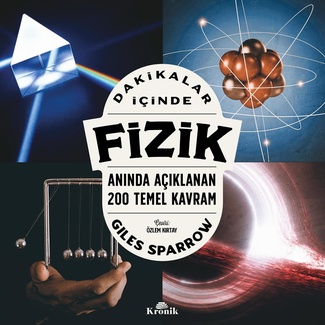 DAKİKALAR
İÇİNDE
FİZİK
ANINDA AÇIKLANAN
200 TEMEL KAVRAM
Çeviri:
ÖZLEM KIRTAY
GILES SPARROW
Kronik